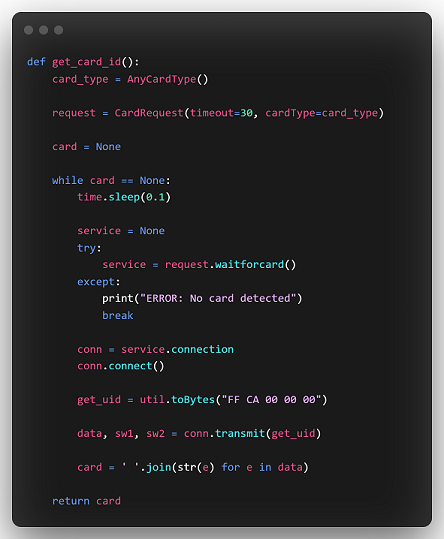 def get_card_id():
    card_type = AnyCardType()
    request = CardRequest(timeout=30, cardType=card_type)
    card = None
    while card == None:
        time.sleep(0.1)
        service = None
        try:
            service = request.waitforcard()
        except:
            print("ERROR: No card detected")
            break
        conn = service.connection
        conn.connect()
        get_uid = util.toBytes("FF CA 00 00 00")
        data, sw1, sw2 = conn.transmit(get_uid)
        card = ' '.join(str(e) for e in data)
    return card